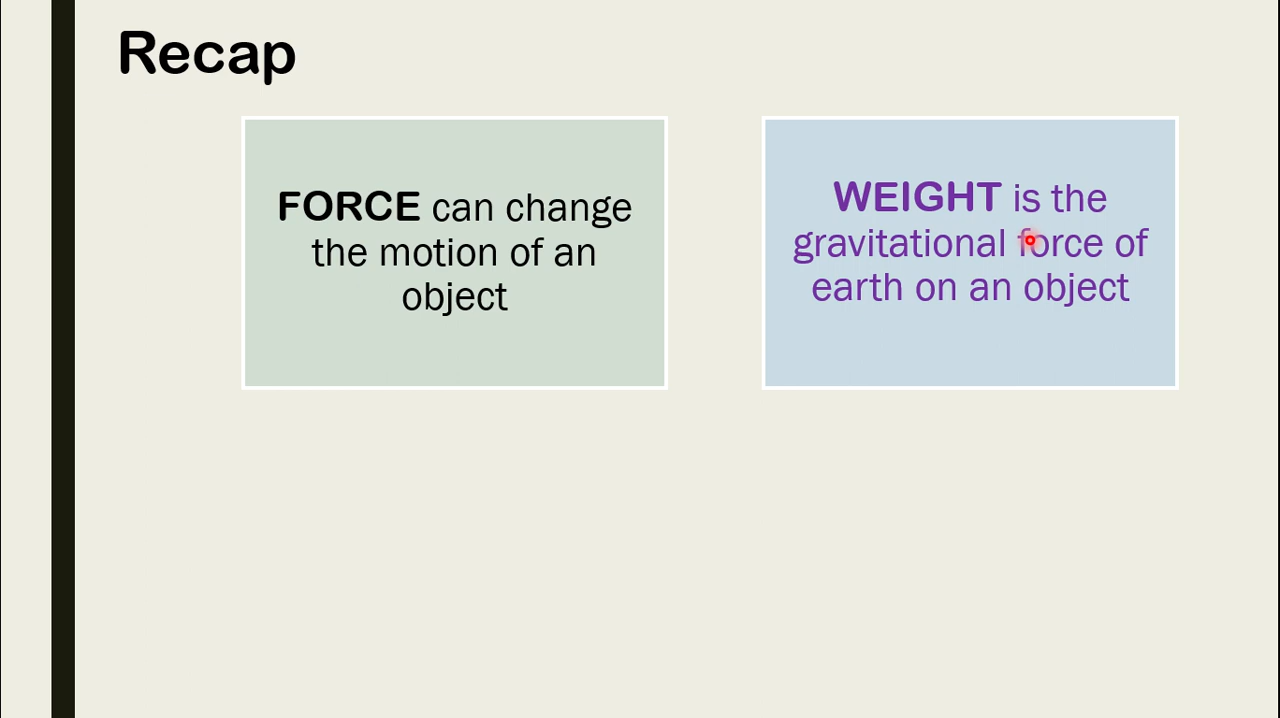 Recap
FORCE can change
the motion of an
object
WEIGHT is the
gravitational force of
earth on an object